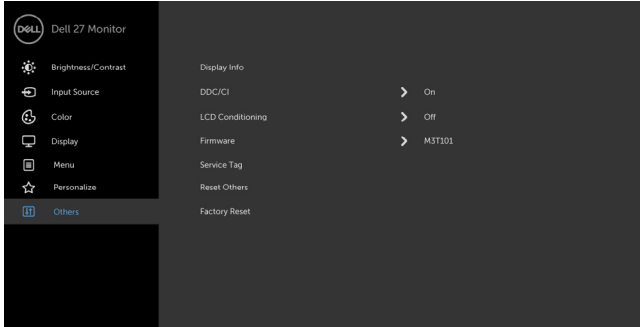 DELL Dell 27 Monitor
Brightness/Contrast Display Info
Input Source DDC/CI On
Color LCD Conditioning Off
Display Firmware M3T101
Menu Service Tag
Personalize Reset Others
Others Factory Reset